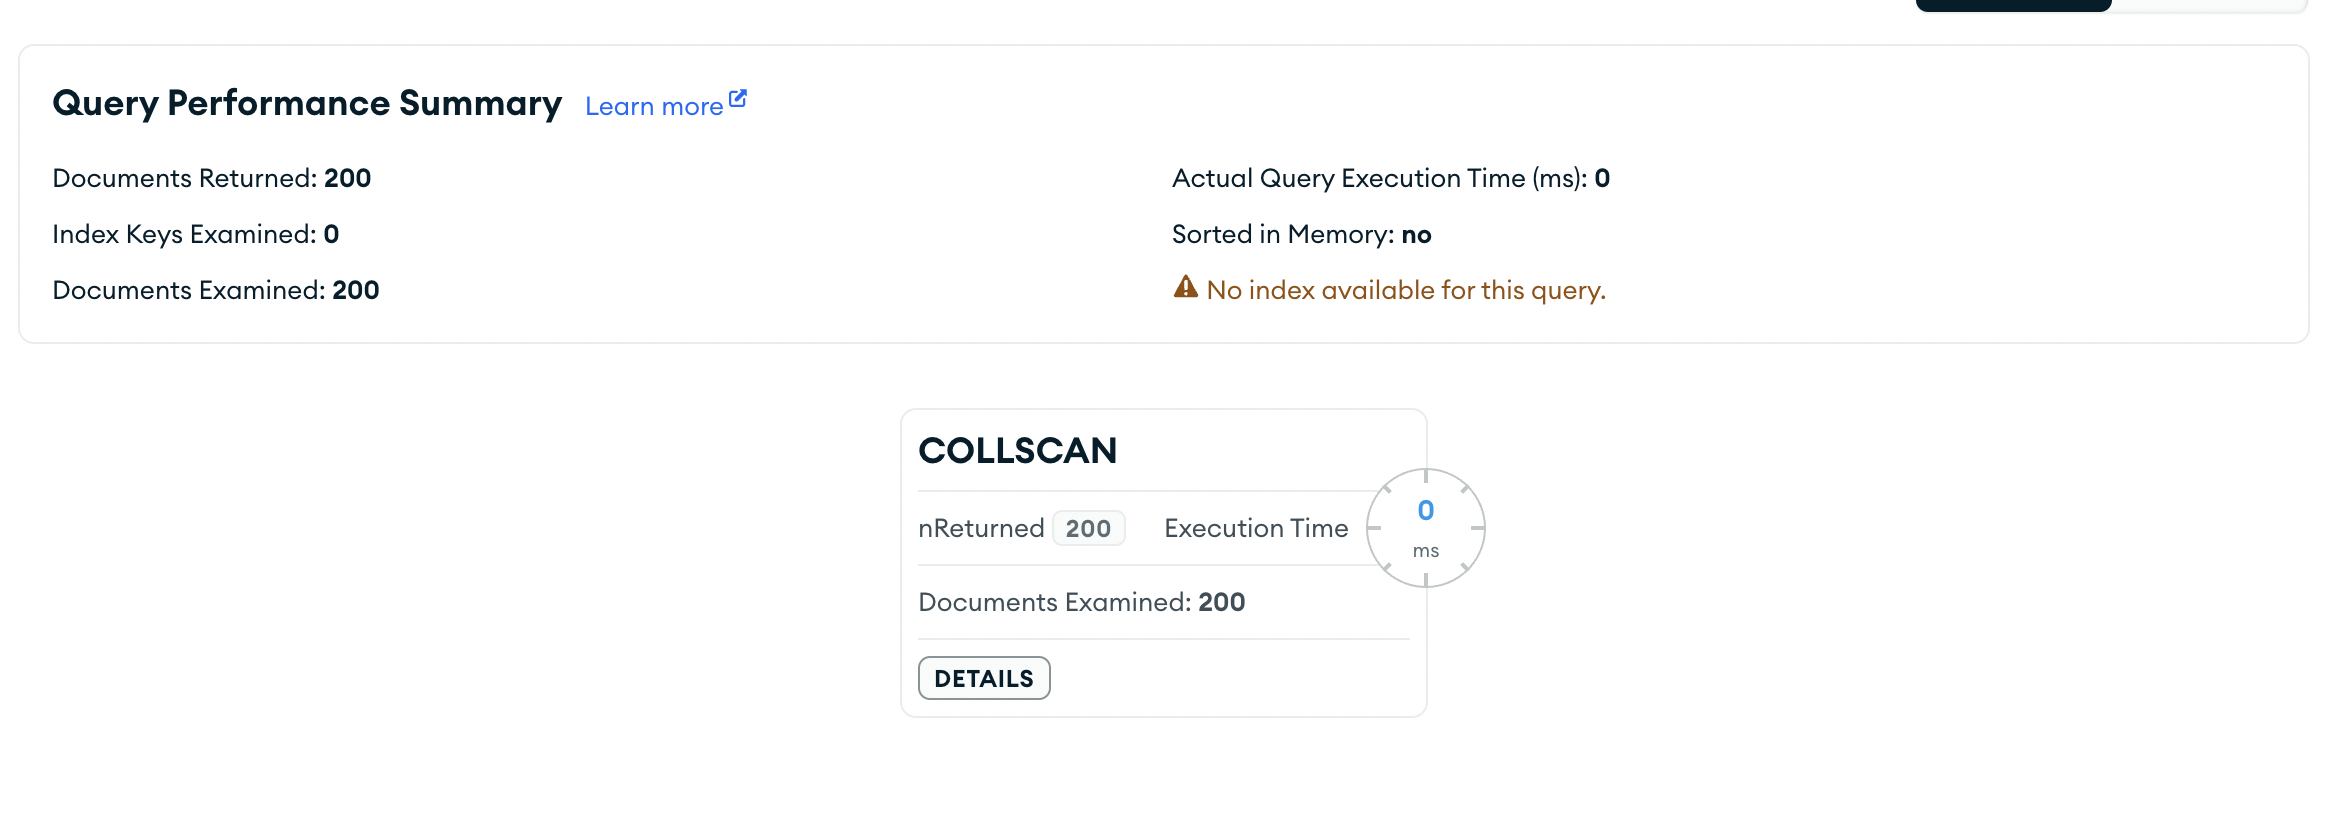 Query Performance Summary Learn more
Documents Returned: 200
Index Keys Examined: 0
Documents Examined: 200
Actual Query Execution Time (ms): 0
Sorted in Memory: no
No index available for this query.
COLLSCAN
nReturned 200 Execution Time 0 ms
Documents Examined: 200
DETAILS